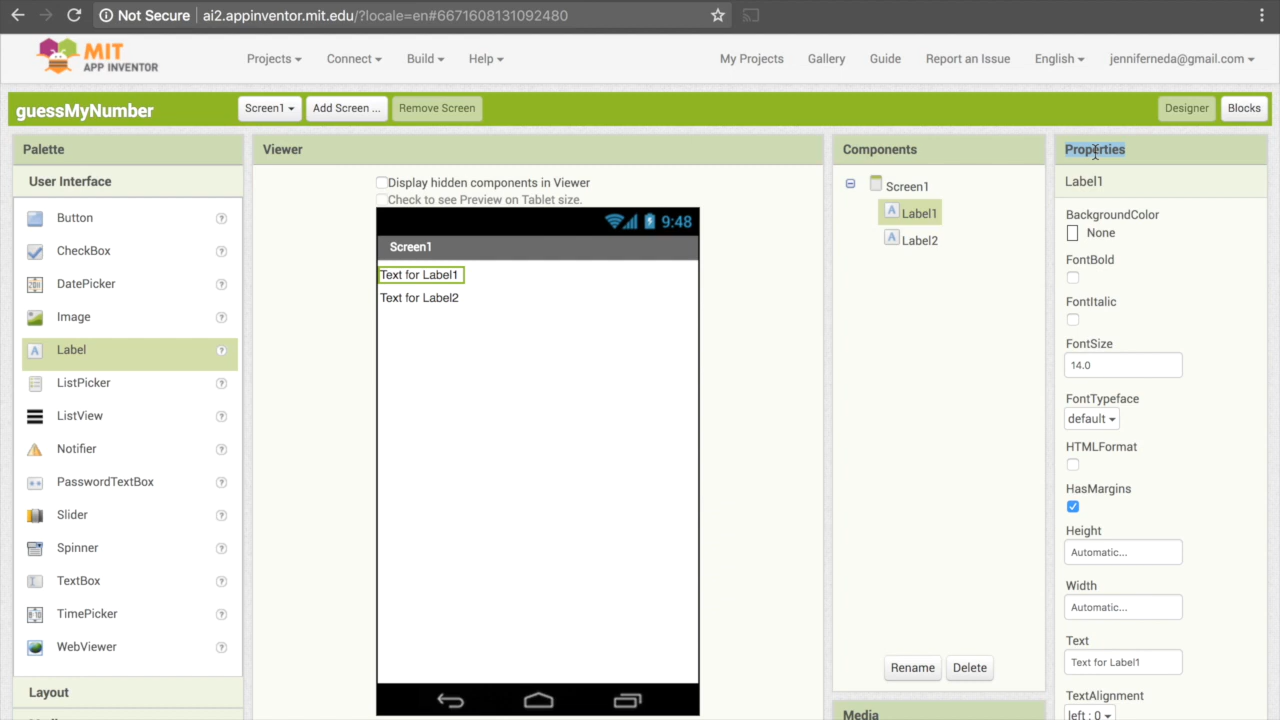 Not Secure | ai2.appinventor.mit.edu/?locale=en#6671608131092480
MIT
APP INVENTOR
Projects Connect Build Help My Projects Gallery Guide Report an Issue English jenniferneda@gmail.com
guessMyNumber Screen1 Add Screen ... Remove Screen Designer Blocks
Palette
User Interface
Button ?
CheckBox ?
DatePicker ?
Image ?
Label ?
ListPicker ?
ListView ?
Notifier ?
PasswordTextBox ?
Slider ?
Spinner ?
TextBox ?
TimePicker ?
WebViewer ?
Layout
Viewer
Display hidden components in Viewer
Check to see Preview on Tablet size.
9:48
Screen1
Text for Label1
Text for Label2
Components
Screen1
A Label1
A Label2
Rename Delete
Media
Properties
Label1
BackgroundColor
None
FontBold
FontItalic
FontSize
14.0
FontTypeface
default
HTMLFormat
HasMargins
Height
Automatic...
Width
Automatic...
Text
Text for Label1
TextAlignment
left : 0